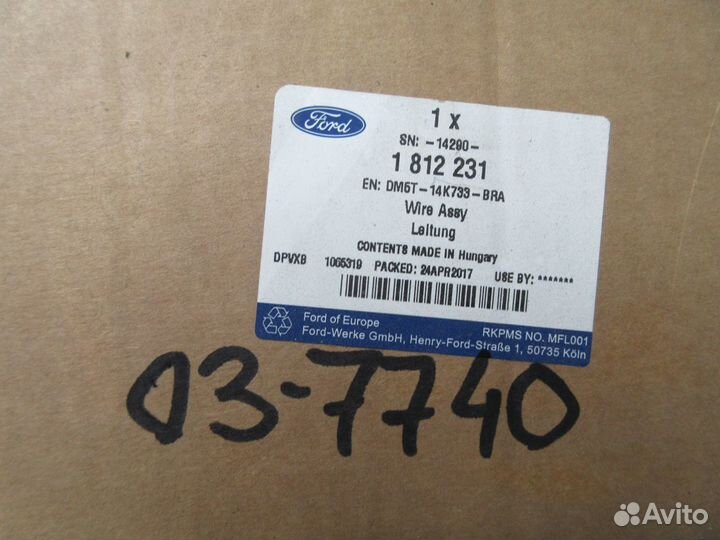 Ford
1 x
SN: -14290-
1 812 231
EN: DM5T-14K733-BRA
Wire Assy
Leitung
CONTENTS MADE IN Hungary
DPVXB 1065319 PACKED: 24APR2017 USE BY: *******
Ford of Europe RKPMS NO. MFL001
Ford-Werke GmbH, Henry-Ford-Straße 1, 50735 Köln
03-7740
Avito